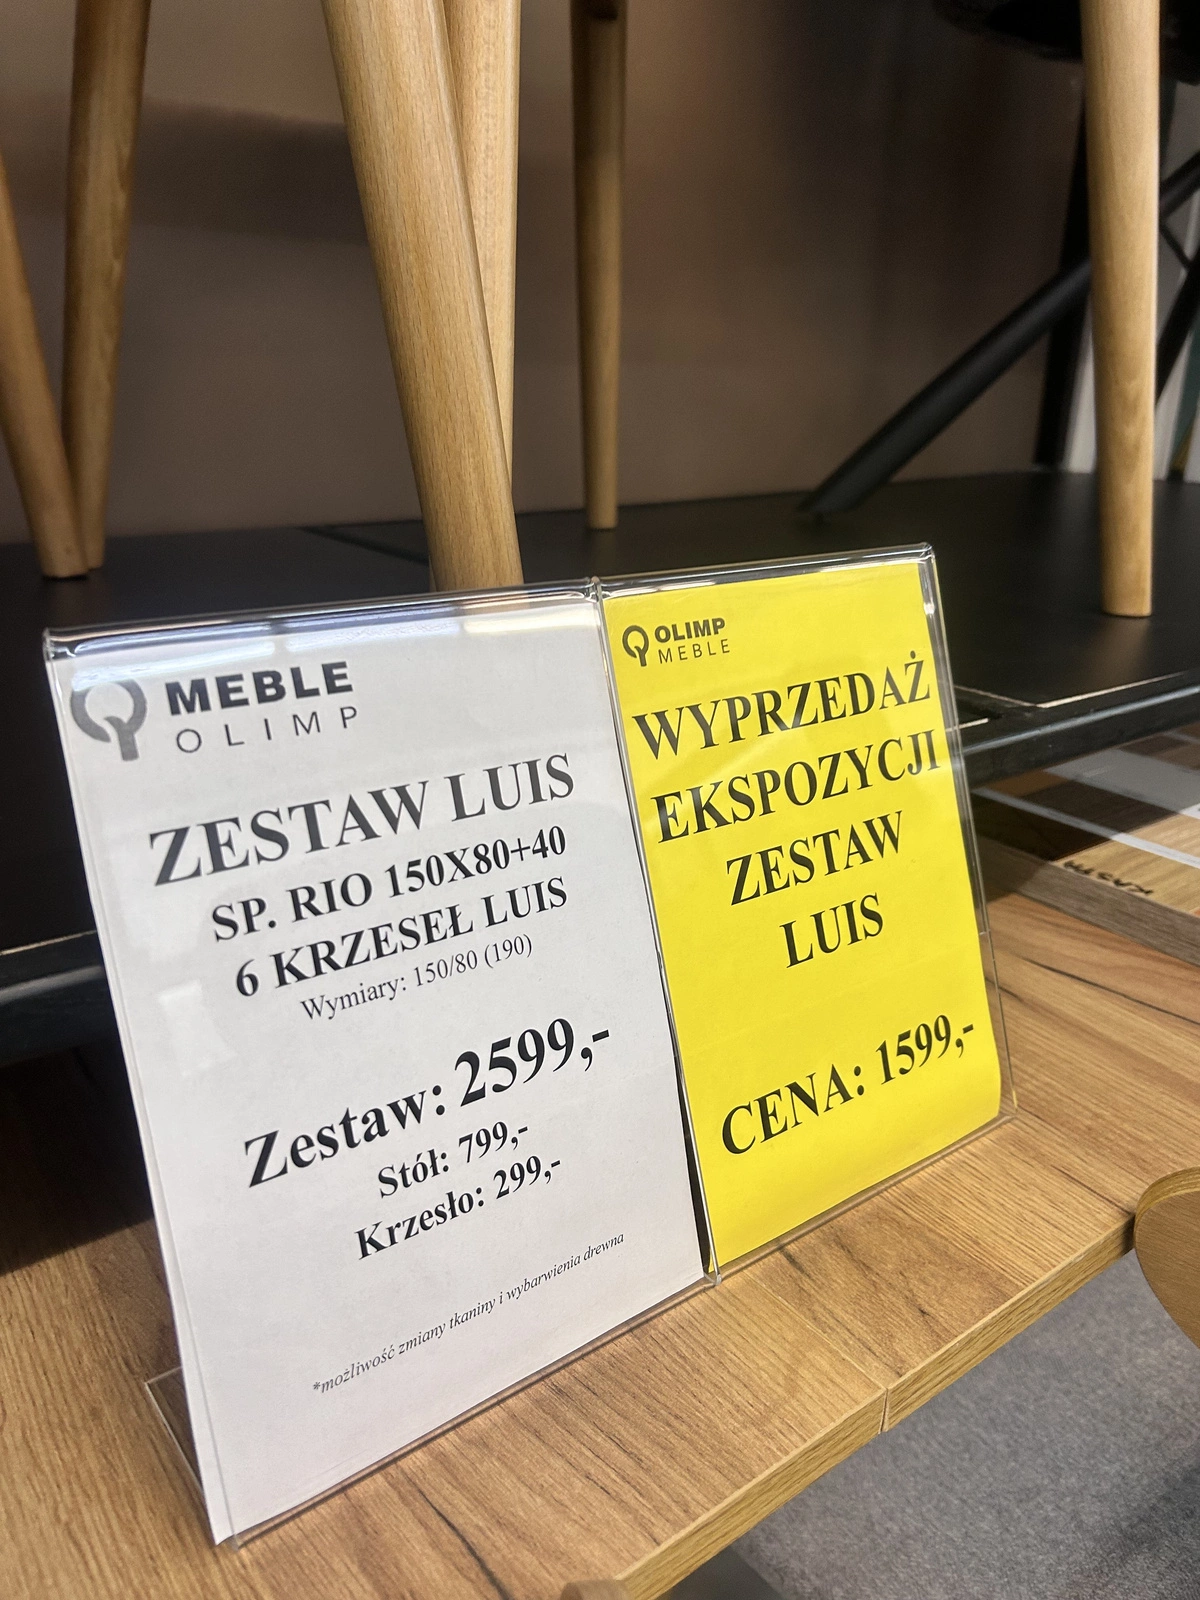 MEBLE
OLIMP
ZESTAW LUIS
SP. RIO 150X80+40
6 KRZESEŁ LUIS
Wymiary: 150/80 (190)
Zestaw: 2599,-
Stół: 799,-
Krzesło: 299,-
*możliwość zmiany tkaniny i wybarwienia drewna
OLIMP
MEBLE
WYPRZEDAŻ
EKSPOZYCJI
ZESTAW
LUIS
CENA: 1599,-